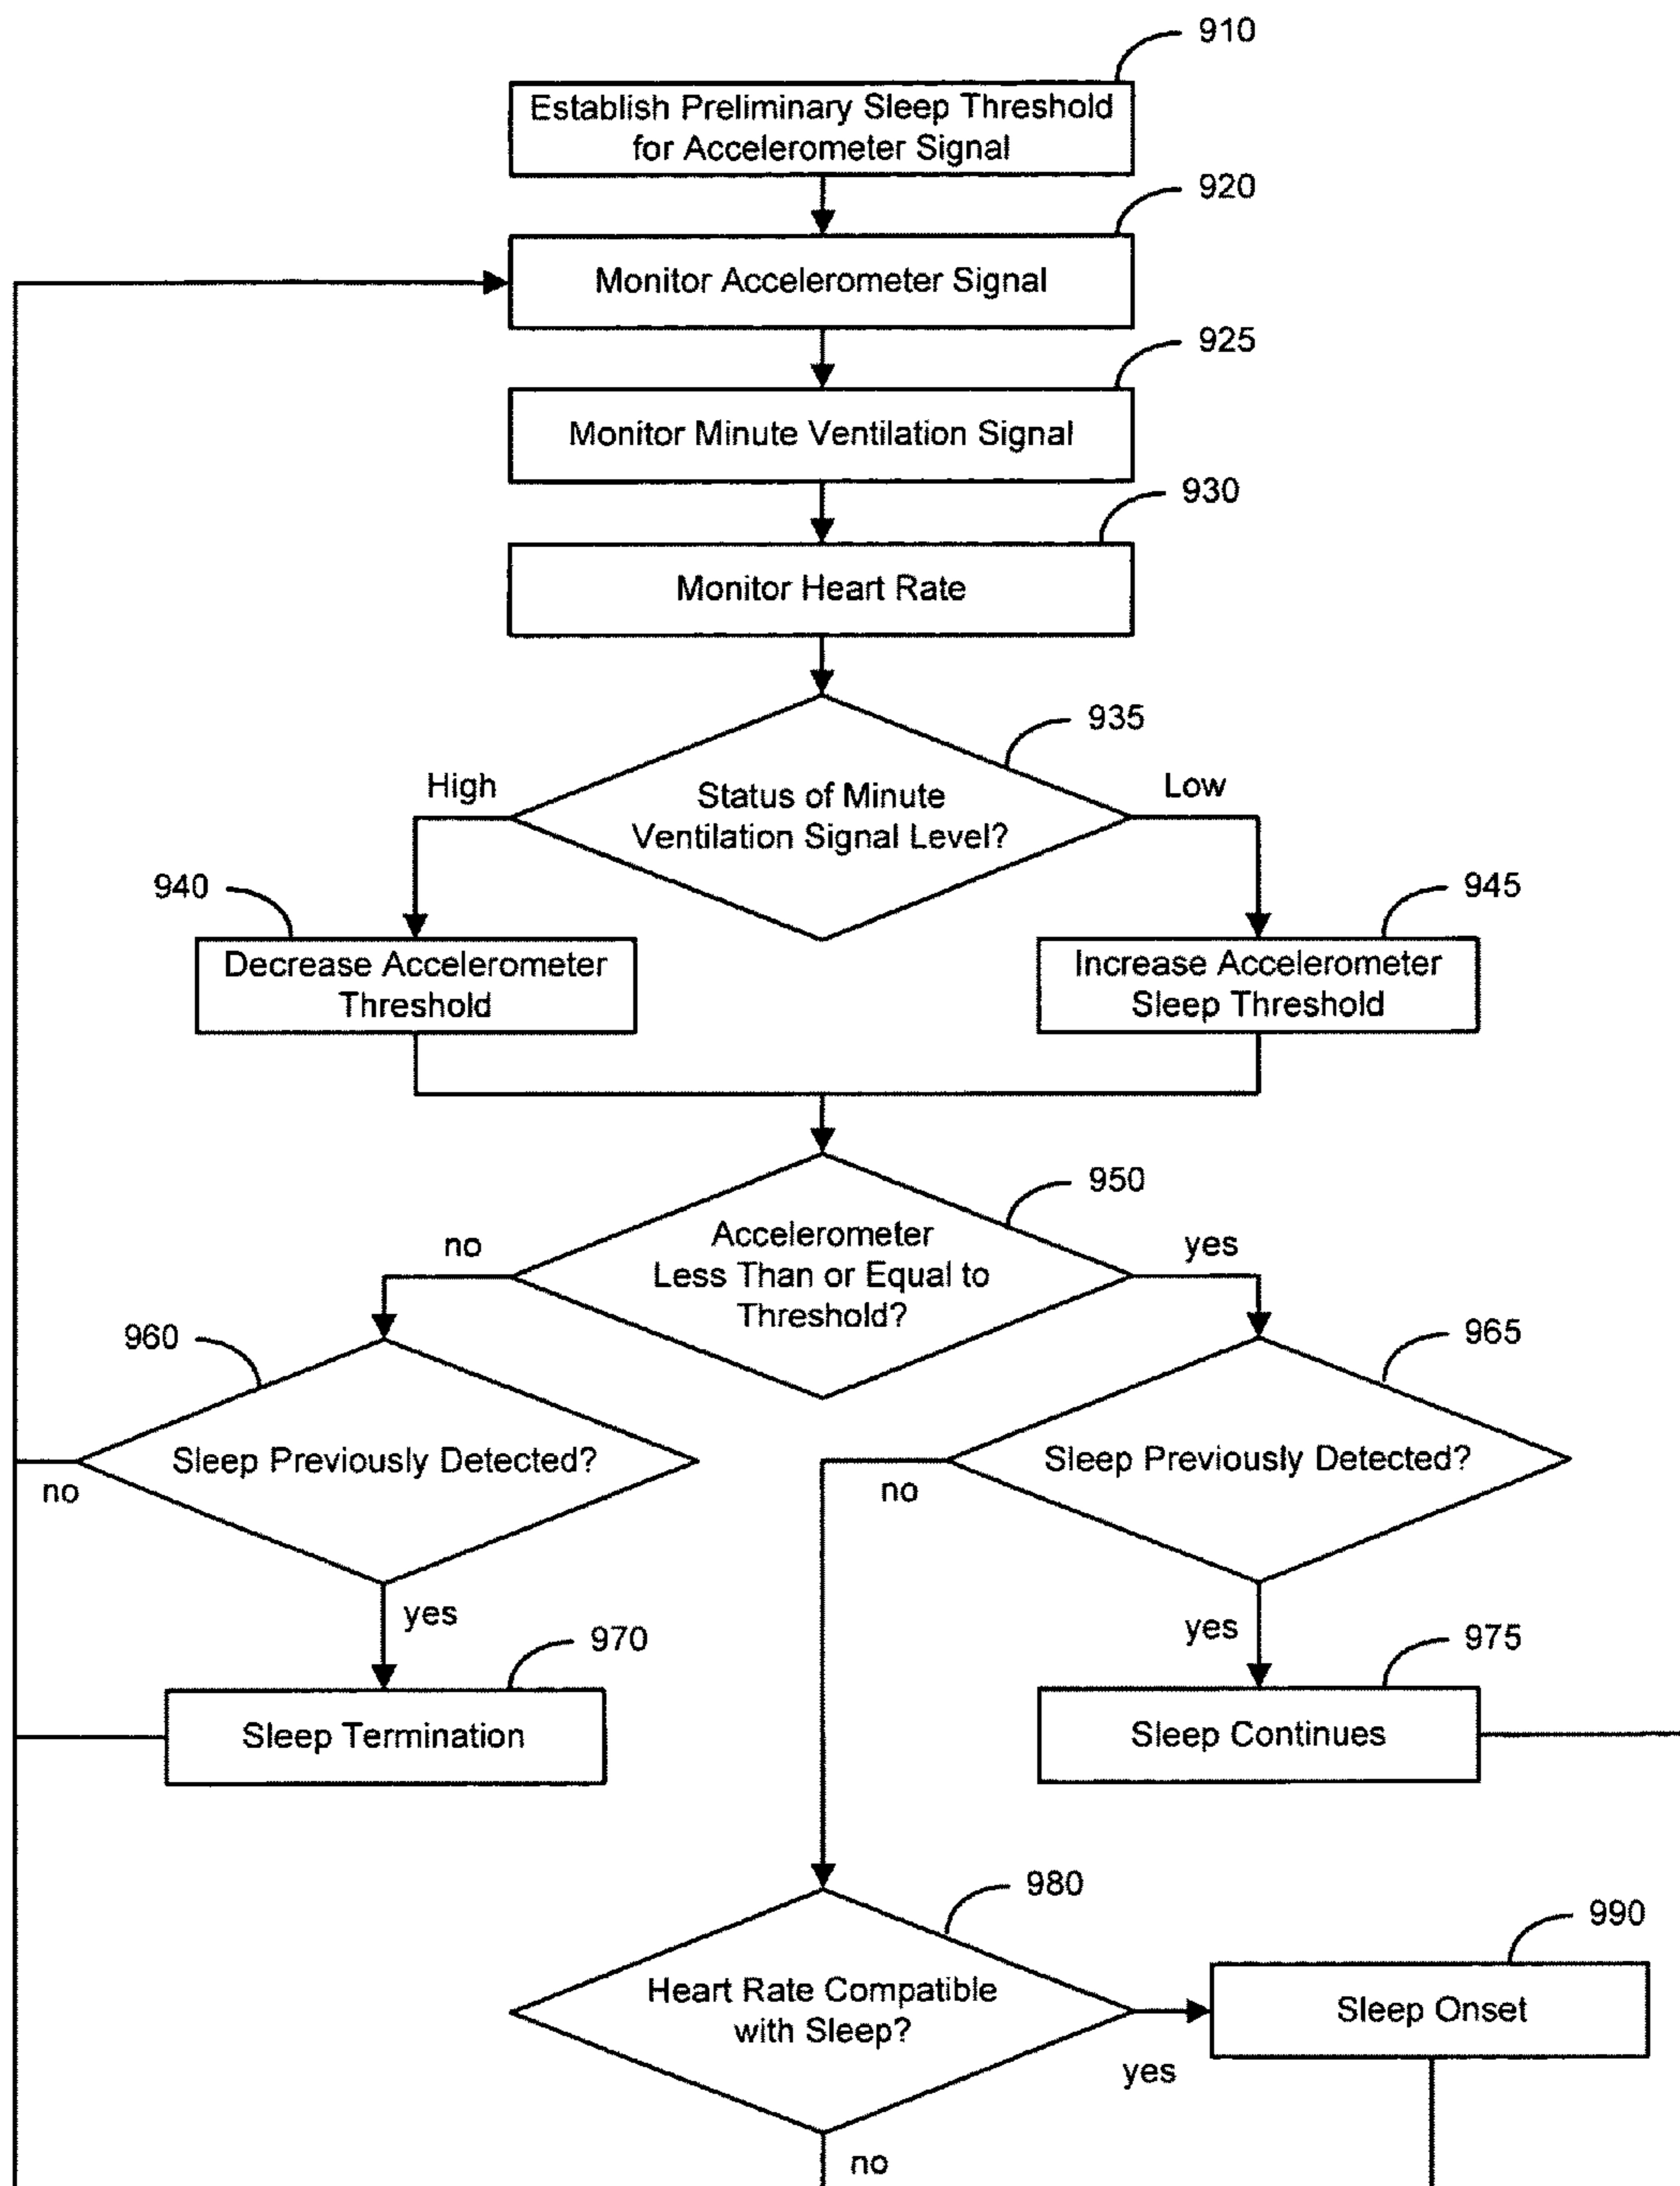 910
Establish Preliminary Sleep Threshold
for Accelerometer Signal
920
Monitor Accelerometer Signal
925
Monitor Minute Ventilation Signal
930
Monitor Heart Rate
935
High
Status of Minute
Ventilation Signal Level?
Low
940
Decrease Accelerometer
Threshold
945
Increase Accelerometer
Sleep Threshold
950
no
Accelerometer
Less Than or Equal to
Threshold?
yes
960
Sleep Previously Detected?
no
yes
965
Sleep Previously Detected?
no
yes
970
Sleep Termination
975
Sleep Continues
980
Heart Rate Compatible
with Sleep?
yes
no
990
Sleep Onset